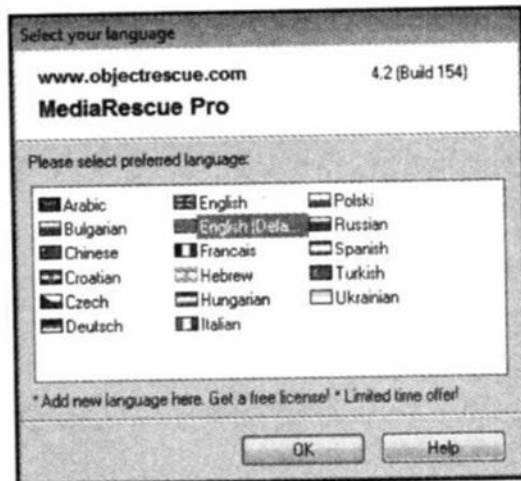 Select your language
www.objectrescue.com 4.2 (Build 154)
MediaRescue Pro
Please select preferred language:
Arabic English Polski
Bulgarian English (Defa... Russian
Chinese Francais Spanish
Croatian Hebrew Turkish
Czech Hungarian Ukrainian
Deutsch Italian
* Add new language here. Get a free license! * Limited time offer!
OK Help